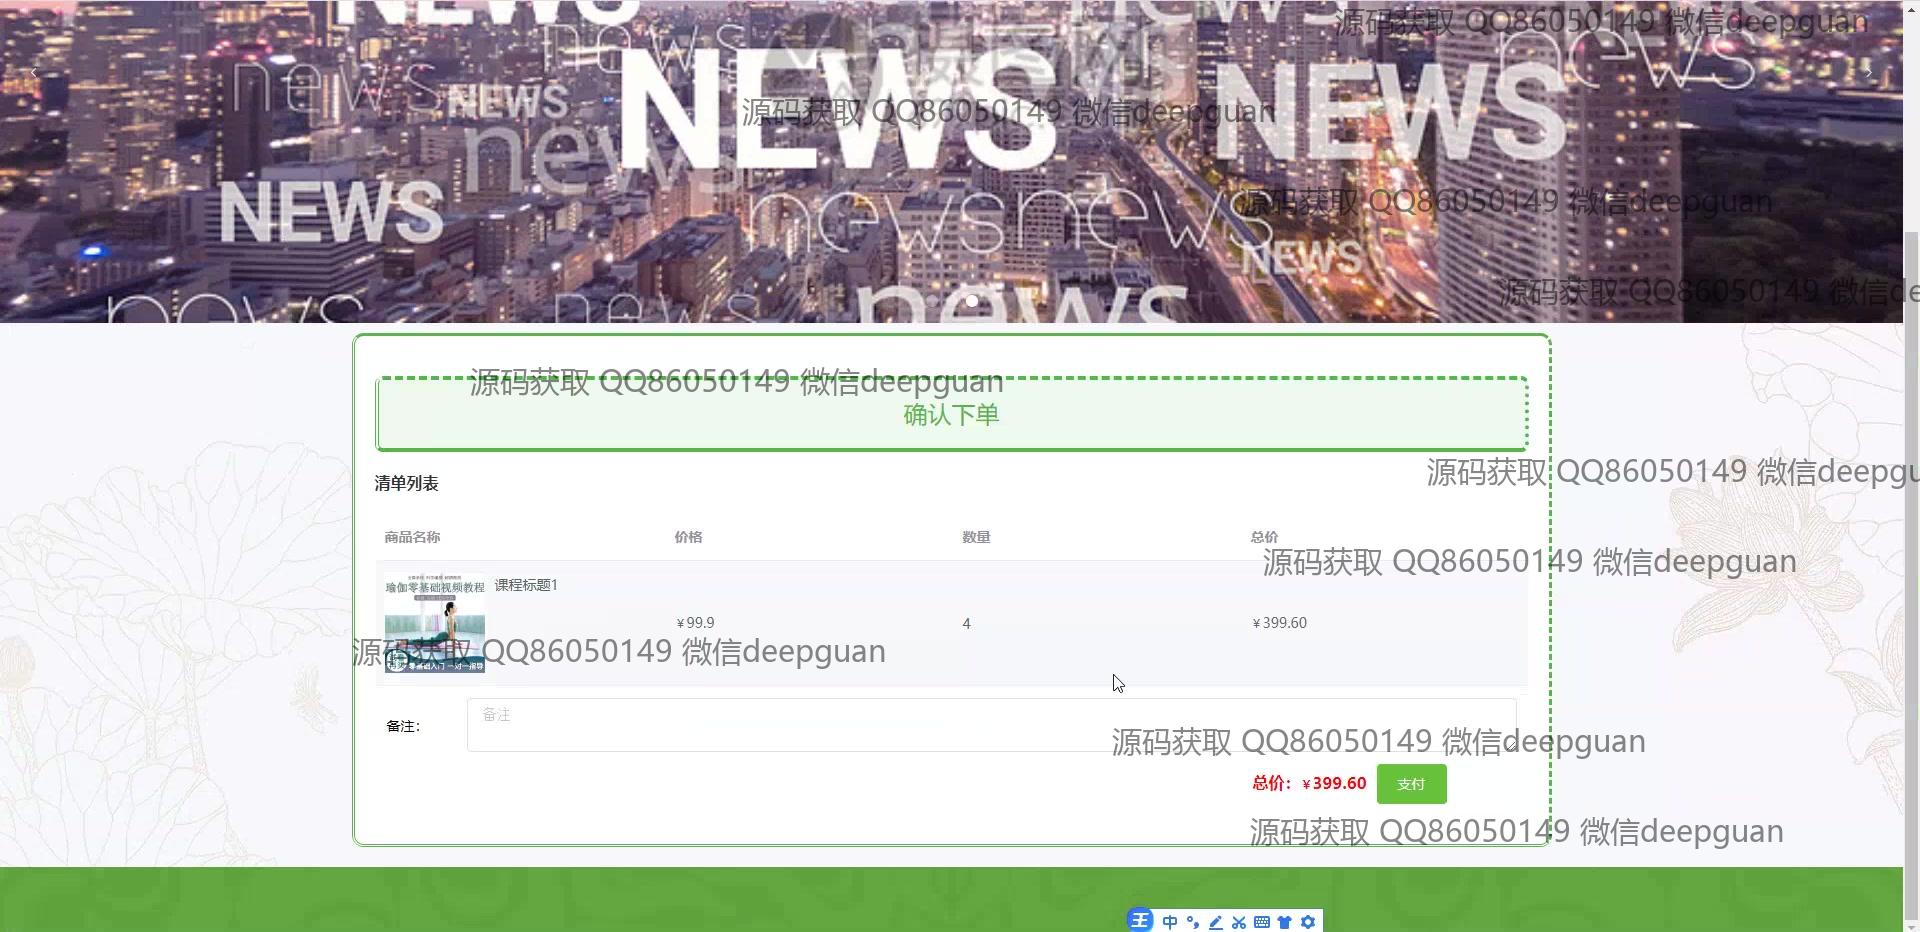 NEWS
news
源码获取 QQ86050149 微信deepguan
news
NEWS
NEWS
NEWS
news
news
源码获取 QQ86050149 微信deepguan
NEWS
newsnews
源码获取 QQ86050149 微信deepguan
NEWS
源码获取 QQ86050149 微信de
news
news
源码获取 QQ86050149 微信deepguan
确认下单
源码获取 QQ86050149 微信deepgu
清单列表
商品名称 价格 数量 总价
源码获取 QQ86050149 微信deepguan
瑜伽零基础视频教程
课程标题1
¥99.9 4 ¥399.60
源码获取 QQ86050149 微信deepguan
零基础入门 一对一指导
备注： 备注
源码获取 QQ86050149 微信deepguan
总价：¥399.60 支付
源码获取 QQ86050149 微信deepguan
王 中